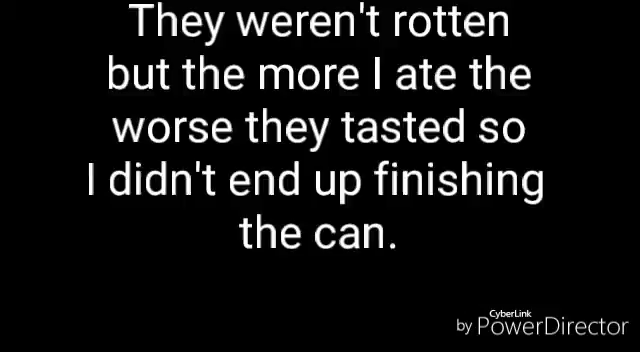 They weren't rotten
but the more I ate the
worse they tasted so
I didn't end up finishing
the can.
CyberLink
by PowerDirector